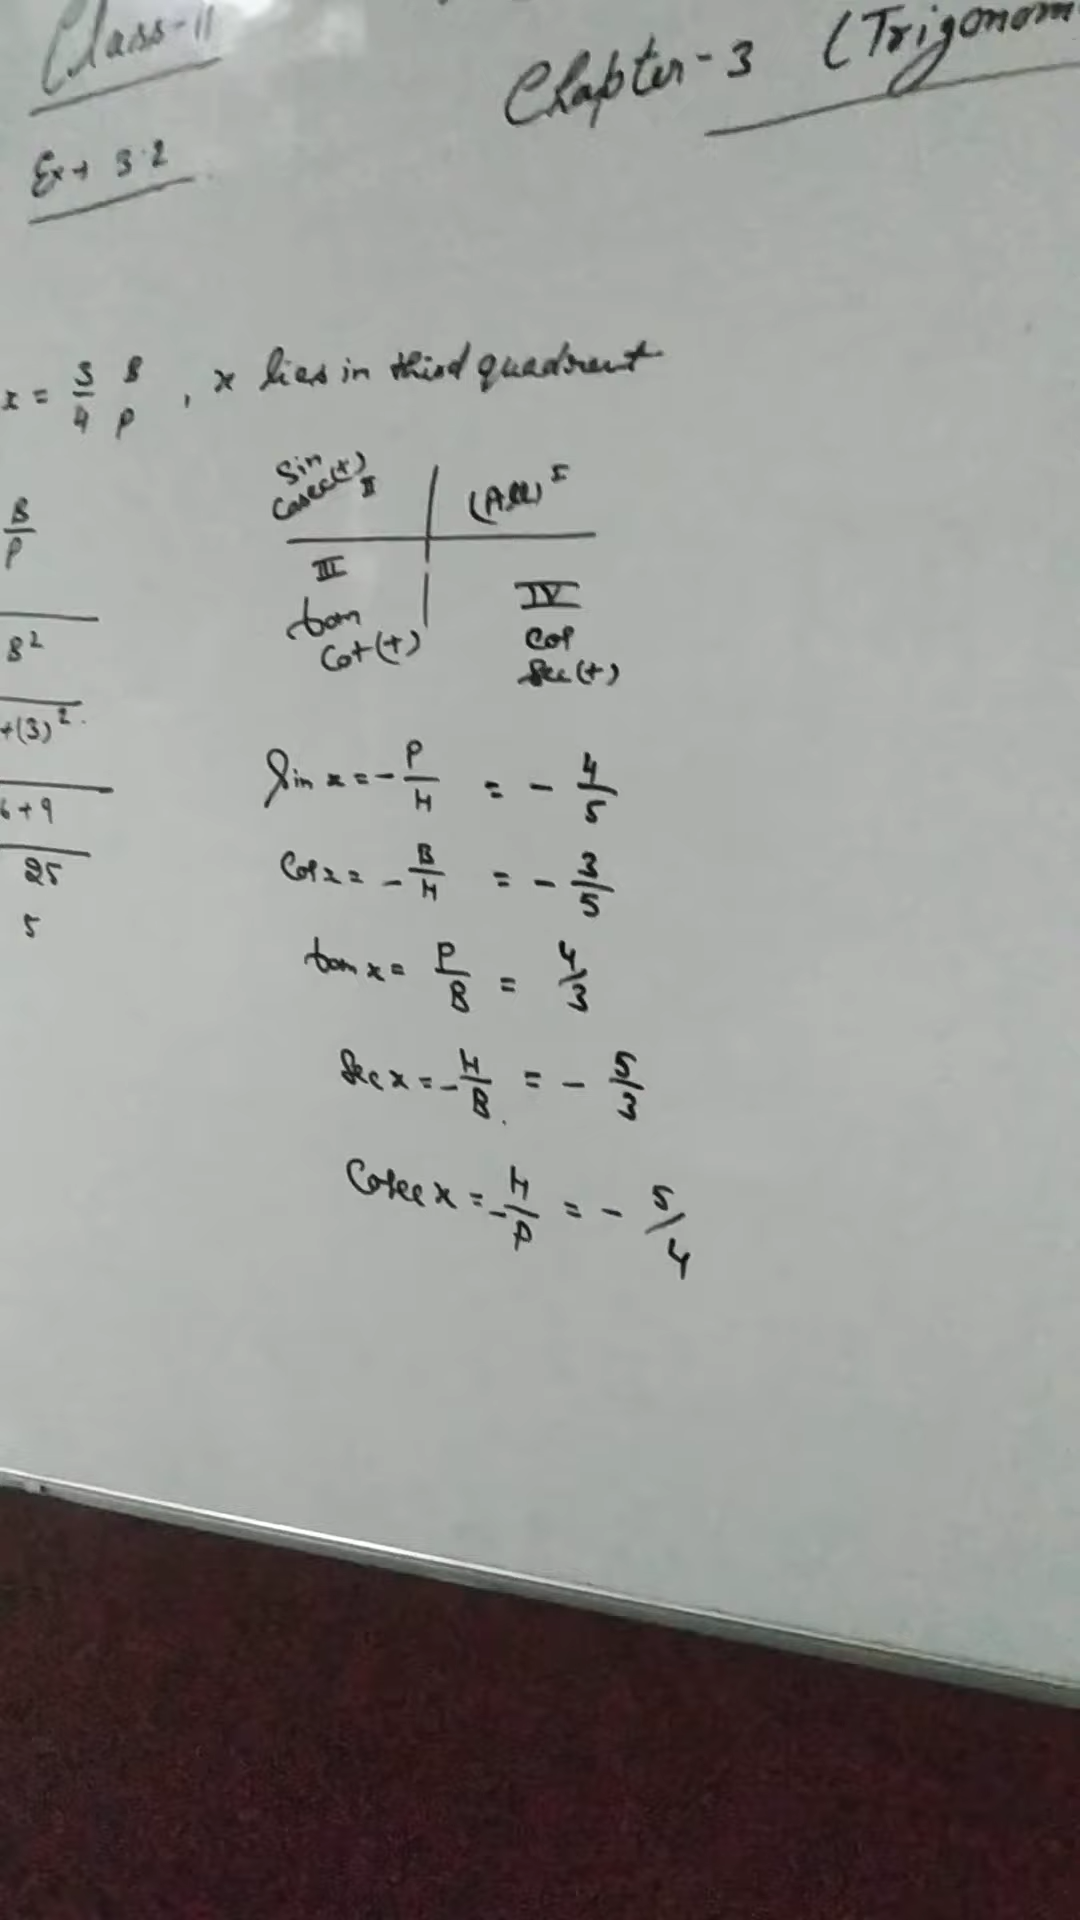 Class-11
Chapter-3 (Trigonom
Ex→ 3.2
x = 3/4 B/P , x lies in third quadrent
B/P
Sin
Cosec(+) II
(All) I
III
tan
Cot(+)
IV
Cos
Sec(+)
B²
+(3)².
6+9
25
5
Sin x = - P/H = - 4/5
Cos x = - B/H = - 3/5
tan x = P/B = 4/3
Sec x = - H/B. = - 5/3
Cosec x = - H/P = - 5/4